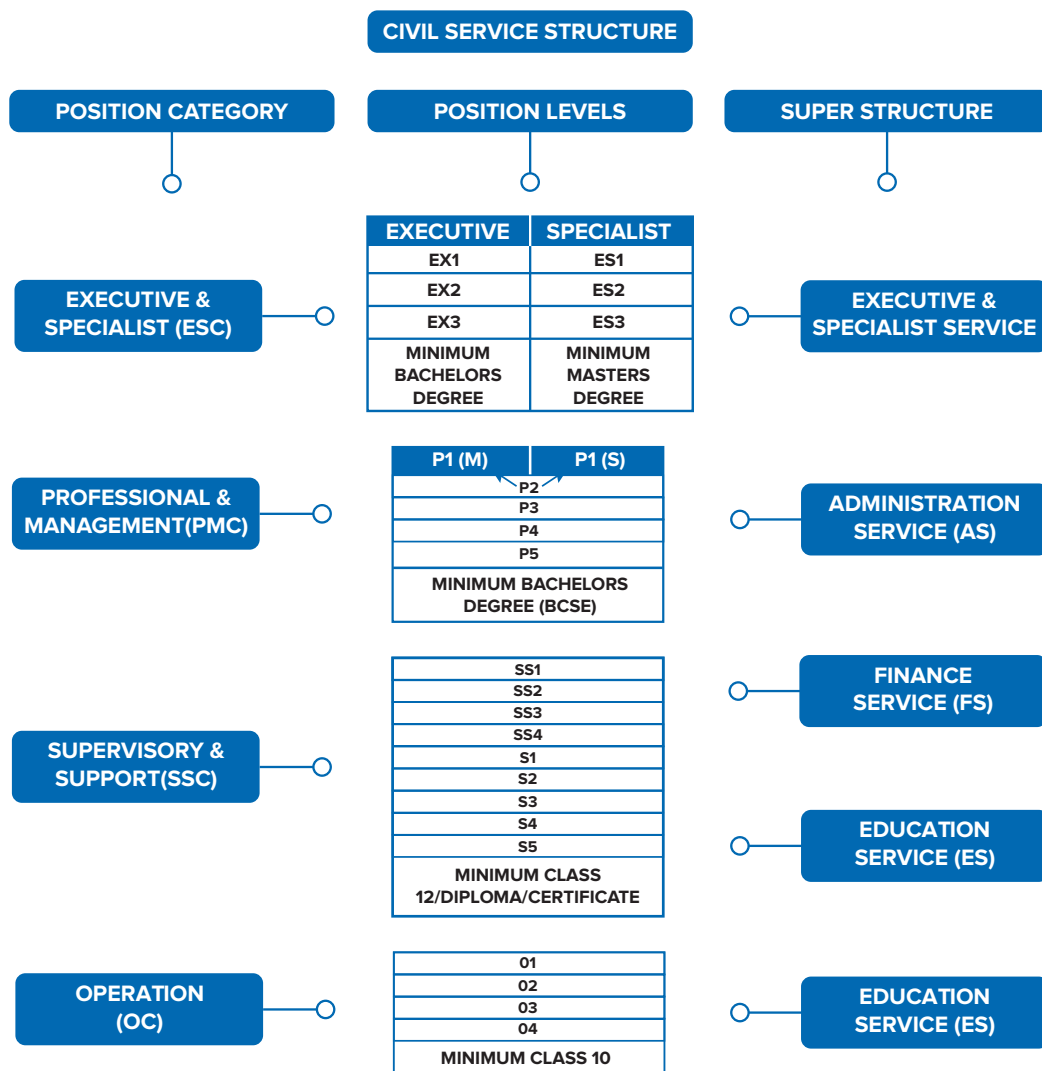 CIVIL SERVICE STRUCTURE
POSITION CATEGORY
POSITION LEVELS
SUPER STRUCTURE
EXECUTIVE SPECIALIST
EX1 ES1
EX2 ES2
EX3 ES3
MINIMUM
BACHELORS
DEGREE
MINIMUM
MASTERS
DEGREE
EXECUTIVE &
SPECIALIST (ESC)
EXECUTIVE &
SPECIALIST SERVICE
PROFESSIONAL &
MANAGEMENT(PMC)
P1 (M) P1 (S)
P2
P3
P4
P5
MINIMUM BACHELORS
DEGREE (BCSE)
ADMINISTRATION
SERVICE (AS)
SUPERVISORY &
SUPPORT(SSC)
SS1
SS2
SS3
SS4
S1
S2
S3
S4
S5
MINIMUM CLASS
12/DIPLOMA/CERTIFICATE
FINANCE
SERVICE (FS)
EDUCATION
SERVICE (ES)
OPERATION
(OC)
01
02
03
04
MINIMUM CLASS 10
EDUCATION
SERVICE (ES)